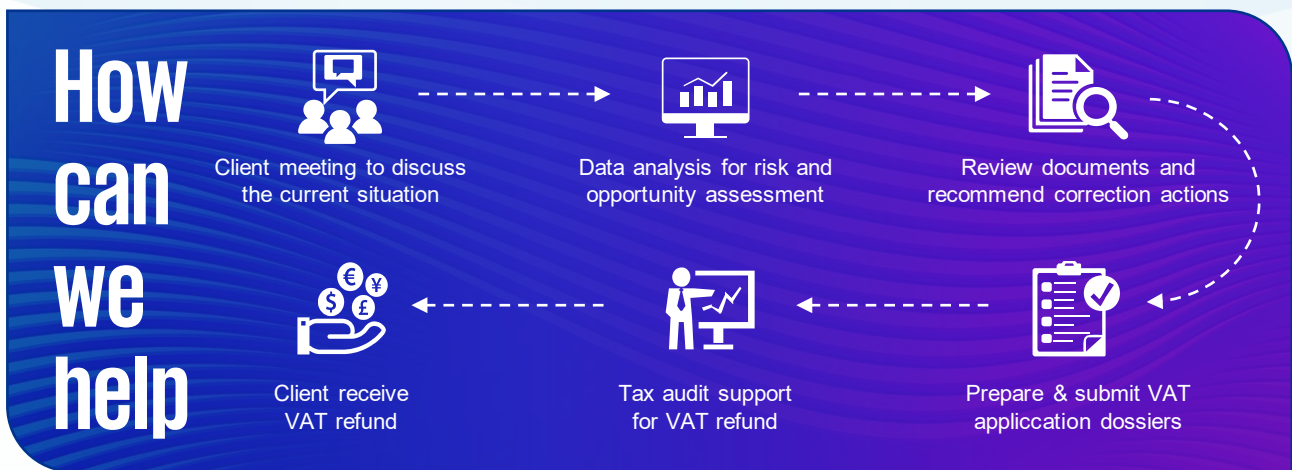 How
can
we
help
Client meeting to discuss
the current situation
Data analysis for risk and
opportunity assessment
Review documents and
recommend correction actions
Prepare & submit VAT
appliccation dossiers
Tax audit support
for VAT refund
Client receive
VAT refund
€
¥
$
£